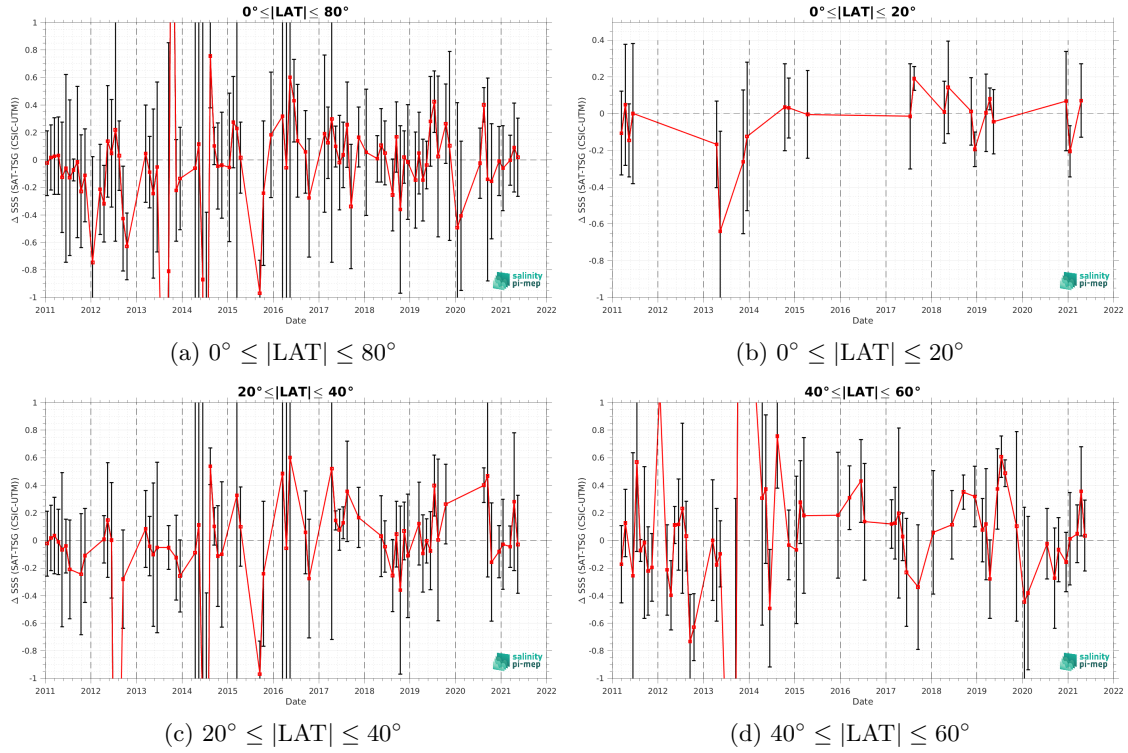 0°≤|LAT|≤ 80°
Δ SSS (SAT-TSG (CSIC-UTM))
1
0.8
0.6
0.4
0.2
0
-0.2
-0.4
-0.6
-0.8
-1
2011 2012 2013 2014 2015 2016 2017 2018 2019 2020 2021 2022
Date
salinity
pi-mep
(a) 0° ≤ |LAT| ≤ 80°
0°≤|LAT|≤ 20°
Δ SSS (SAT-TSG (CSIC-UTM))
0.4
0.2
0
-0.2
-0.4
-0.6
-0.8
-1
2011 2012 2013 2014 2015 2016 2017 2018 2019 2020 2021 2022
Date
salinity
pi-mep
(b) 0° ≤ |LAT| ≤ 20°
20°≤|LAT|≤ 40°
Δ SSS (SAT-TSG (CSIC-UTM))
1
0.8
0.6
0.4
0.2
0
-0.2
-0.4
-0.6
-0.8
-1
2011 2012 2013 2014 2015 2016 2017 2018 2019 2020 2021 2022
Date
salinity
pi-mep
(c) 20° ≤ |LAT| ≤ 40°
40°≤|LAT|≤ 60°
Δ SSS (SAT-TSG (CSIC-UTM))
1
0.8
0.6
0.4
0.2
0
-0.2
-0.4
-0.6
-0.8
-1
2011 2012 2013 2014 2015 2016 2017 2018 2019 2020 2021 2022
Date
salinity
pi-mep
(d) 40° ≤ |LAT| ≤ 60°